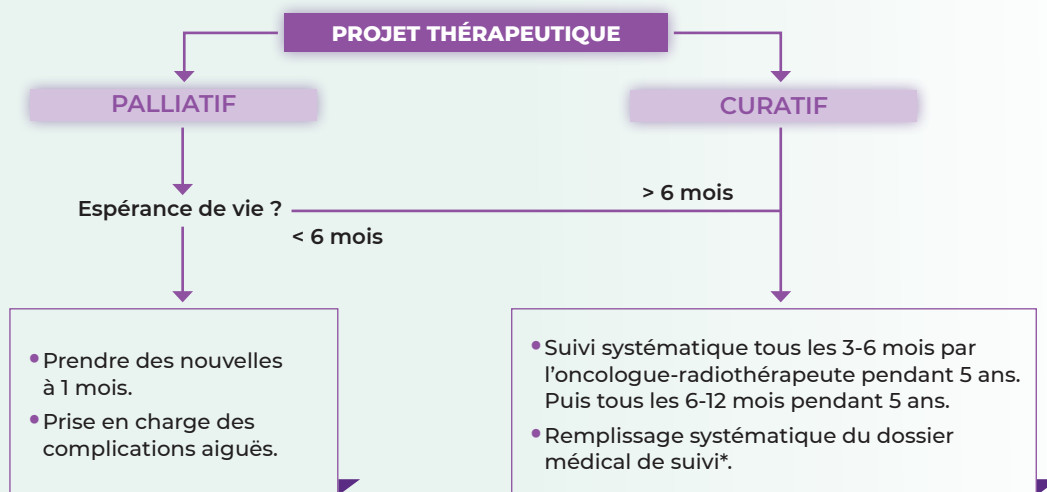 PROJET THÉRAPEUTIQUE
PALLIATIF
CURATIF
Espérance de vie ?
> 6 mois
< 6 mois
• Prendre des nouvelles
à 1 mois.
• Prise en charge des
complications aiguës.
• Suivi systématique tous les 3-6 mois par
l’oncologue-radiothérapeute pendant 5 ans.
Puis tous les 6-12 mois pendant 5 ans.
• Remplissage systématique du dossier
médical de suivi*.